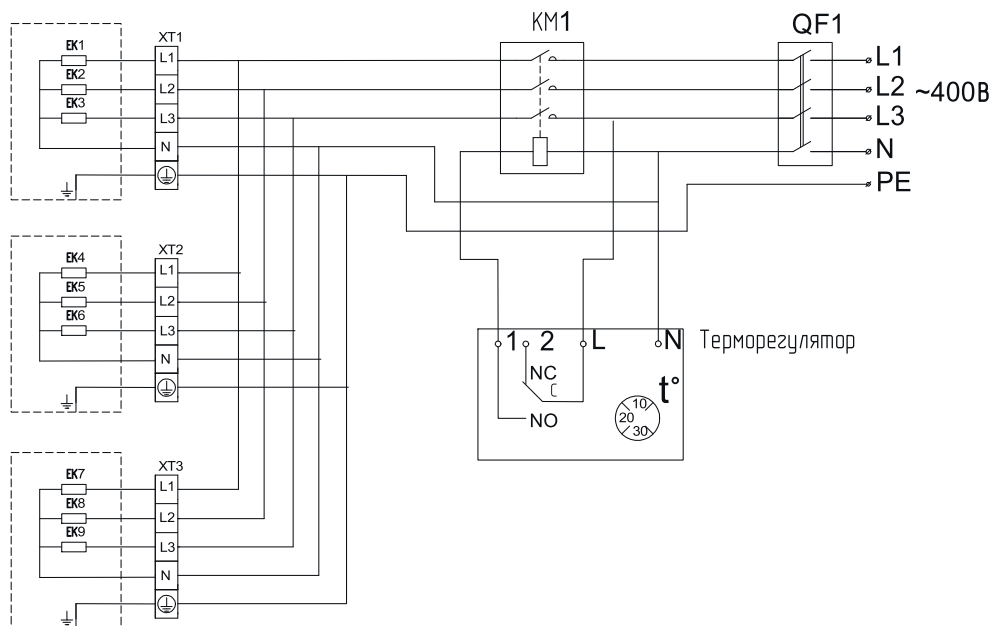 КМ1
QF1
XT1
EK1
L1
EK2
L2
EK3
L3
N
L1
L2
~400В
L3
N
PE
XT2
EK4
L1
EK5
L2
EK6
L3
N
1
2
L
N
Терморегулятор
NC
t°
10
20
30
NO
XT3
EK7
L1
EK8
L2
EK9
L3
N